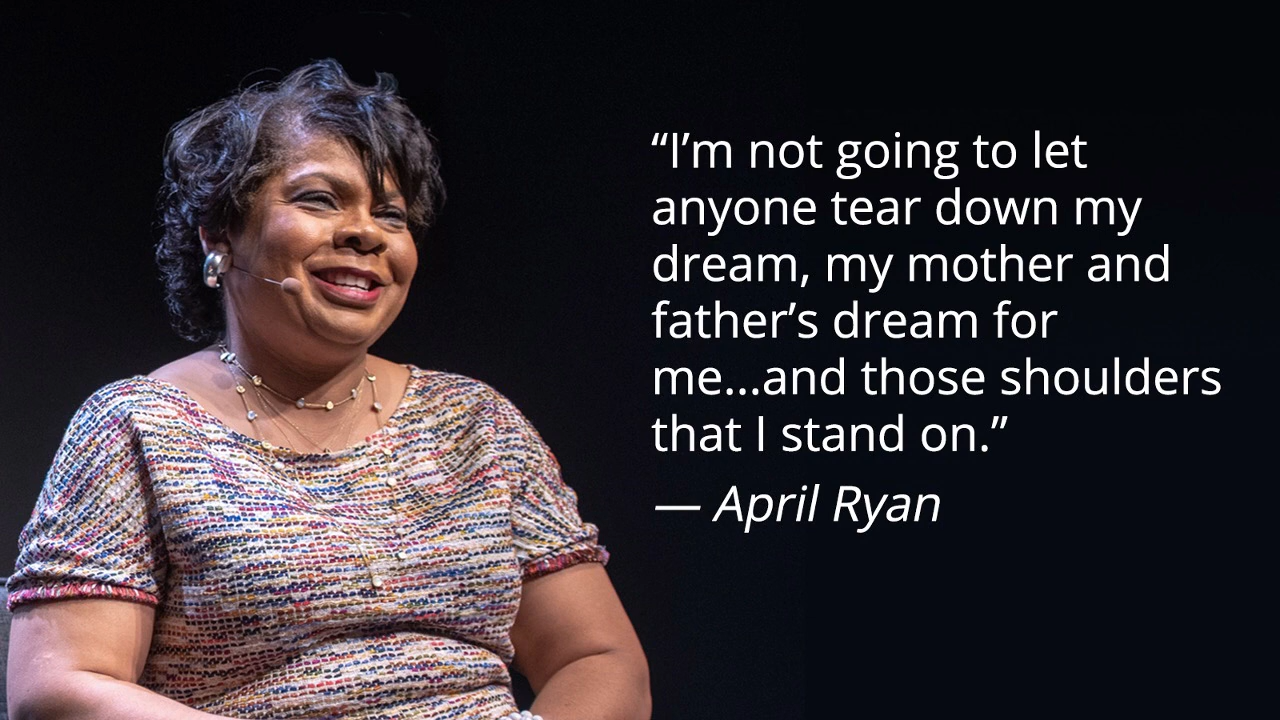 “I’m not going to let
anyone tear down my
dream, my mother and
father’s dream for
me...and those shoulders
that I stand on.”
— April Ryan